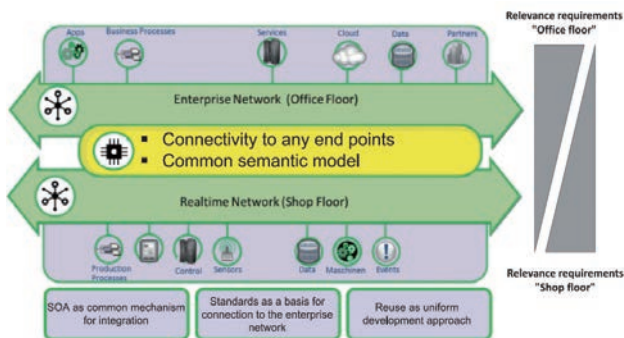 Relevance requirements
"Office floor"
Apps
Business Processes
Services
Cloud
Data
Partners
Enterprise Network (Office Floor)
▪ Connectivity to any end points
▪ Common semantic model
Realtime Network (Shop Floor)
Production
Processes
Control
Sensors
Data
Maschinen
Events
Relevance requirements
"Shop floor"
SOA as common mechanism
for integration
Standards as a basis for
connection to the enterprise
network
Reuse as uniform
development approach